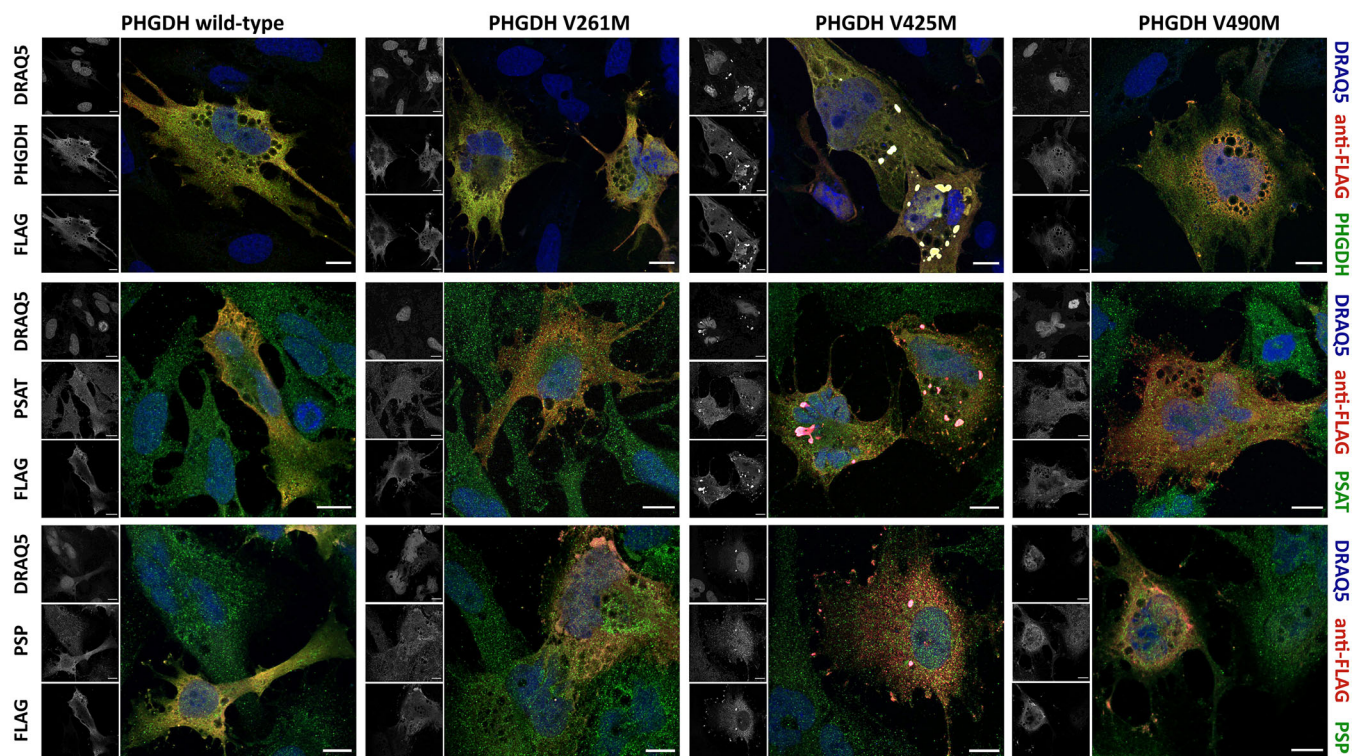 PHGDH wild-type
PHGDH V261M
PHGDH V425M
PHGDH V490M
DRAQ5
PHGDH
FLAG
DRAQ5 anti-FLAG PHGDH
DRAQ5
PSAT
FLAG
DRAQ5 anti-FLAG PSAT
DRAQ5
PSP
FLAG
DRAQ5 anti-FLAG PSP